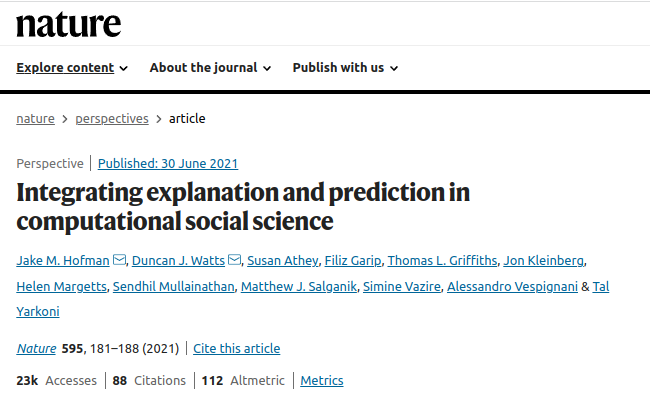 nature
Explore content About the journal Publish with us
nature > perspectives > article
Perspective | Published: 30 June 2021
Integrating explanation and prediction in
computational social science
Jake M. Hofman, Duncan J. Watts, Susan Athey, Filiz Garip, Thomas L. Griffiths, Jon Kleinberg,
Helen Margetts, Sendhil Mullainathan, Matthew J. Salganik, Simine Vazire, Alessandro Vespignani & Tal
Yarkoni
Nature 595, 181–188 (2021) | Cite this article
23k Accesses | 88 Citations | 112 Altmetric | Metrics